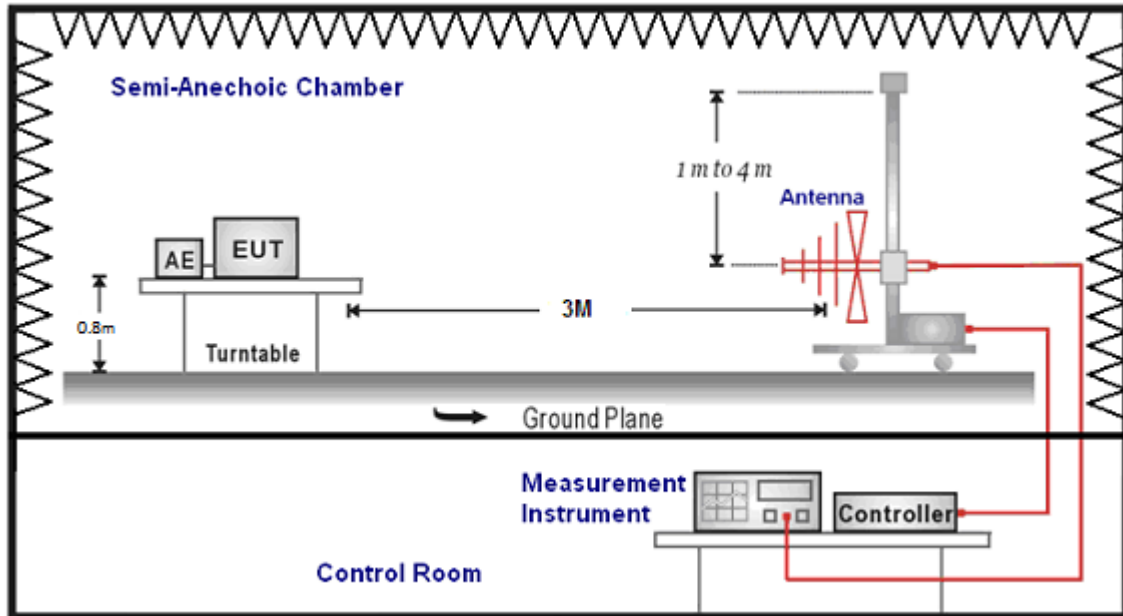 Semi-Anechoic Chamber
1 m to 4 m
Antenna
AE
EUT
3M
0.8m
Turntable
Ground Plane
Measurement
Instrument
Controller
Control Room